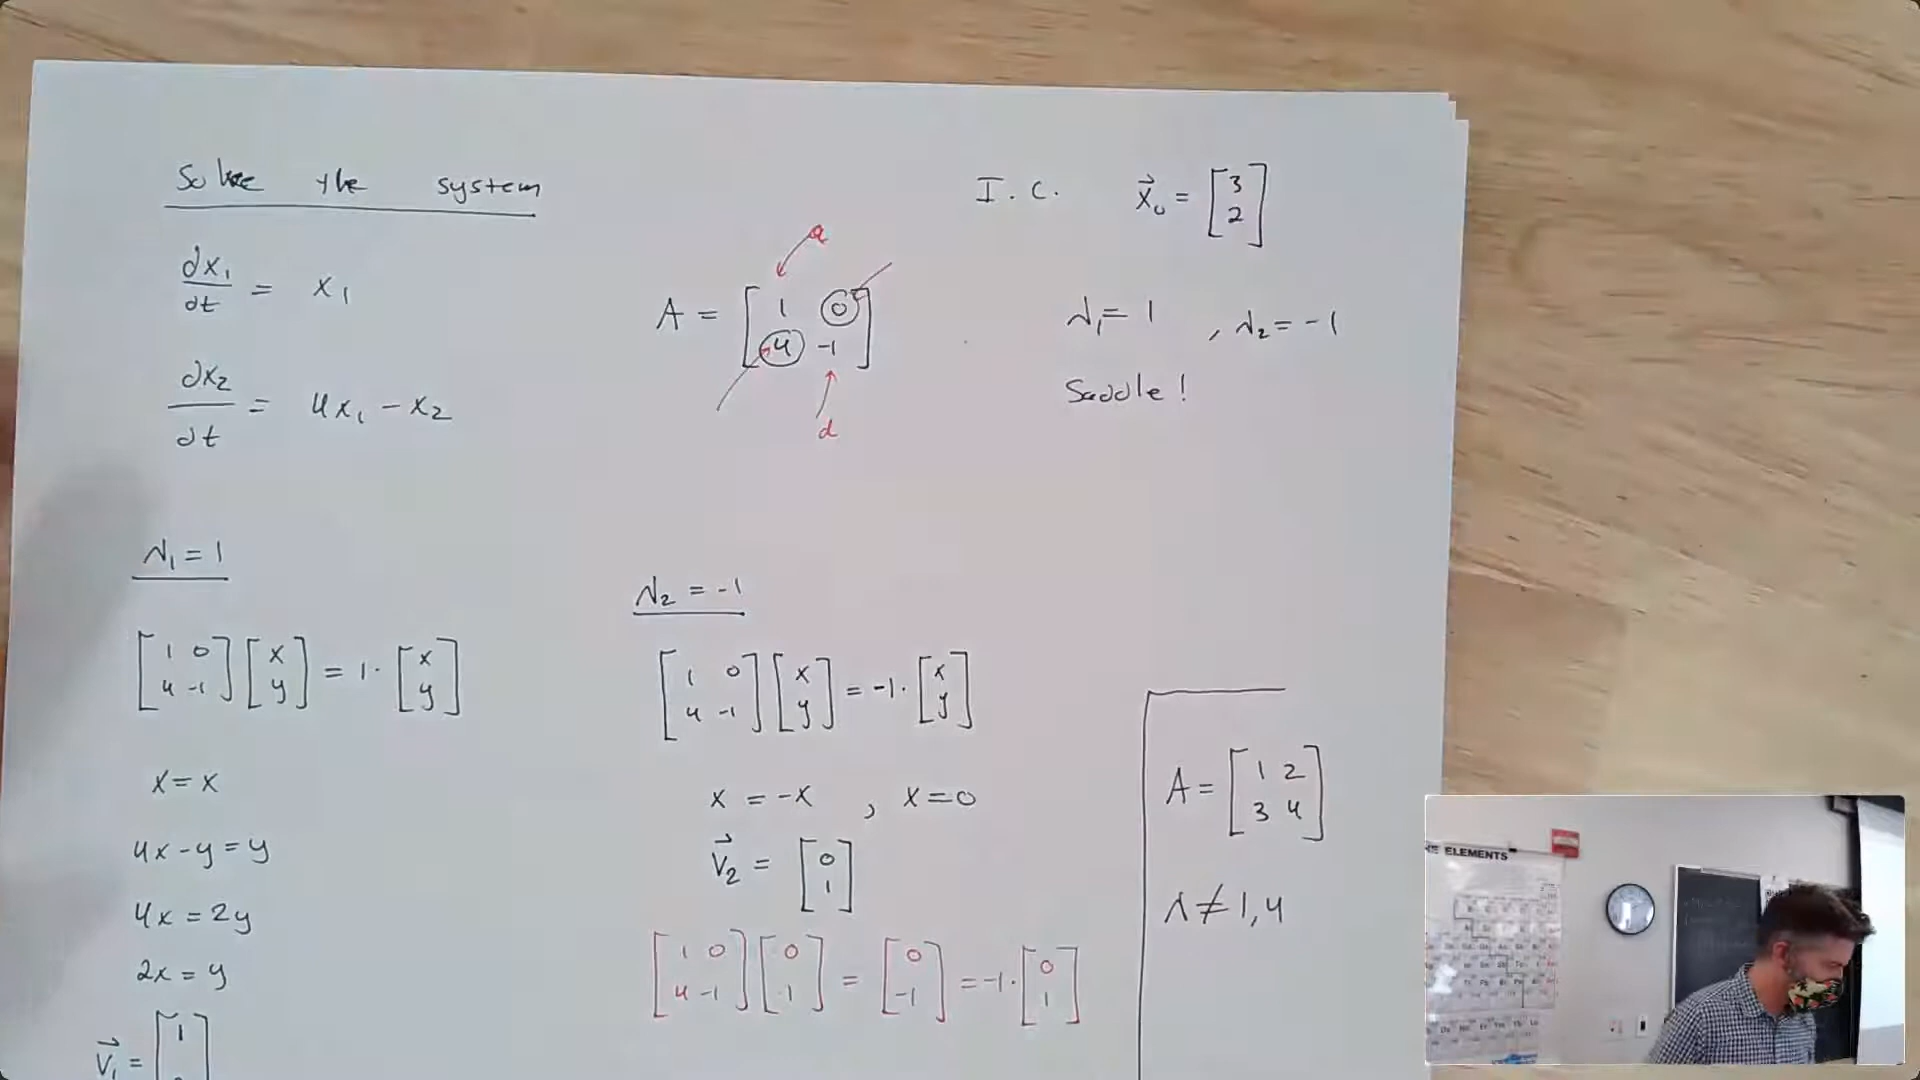 Solve the system
I.C. x⃗₀ = [3 2]
dx₁/dt = x₁
a
A = [1 0; 4 -1]
d
λ₁ = 1, λ₂ = -1
Saddle!
dx₂/dt = 4x₁ - x₂
λ₁ = 1
[1 0; 4 -1] [x y] = 1· [x y]
x = x
4x - y = y
4x = 2y
2x = y
v⃗₁ = [1
λ₂ = -1
[1 0; 4 -1] [x y] = -1· [x y]
x = -x , x = 0
v⃗₂ = [0 1]
[1 0; 4 -1] [0 1] = [0 -1] = -1· [0 1]
A = [1 2; 3 4]
λ ≠ 1, 4
ELEMENTS